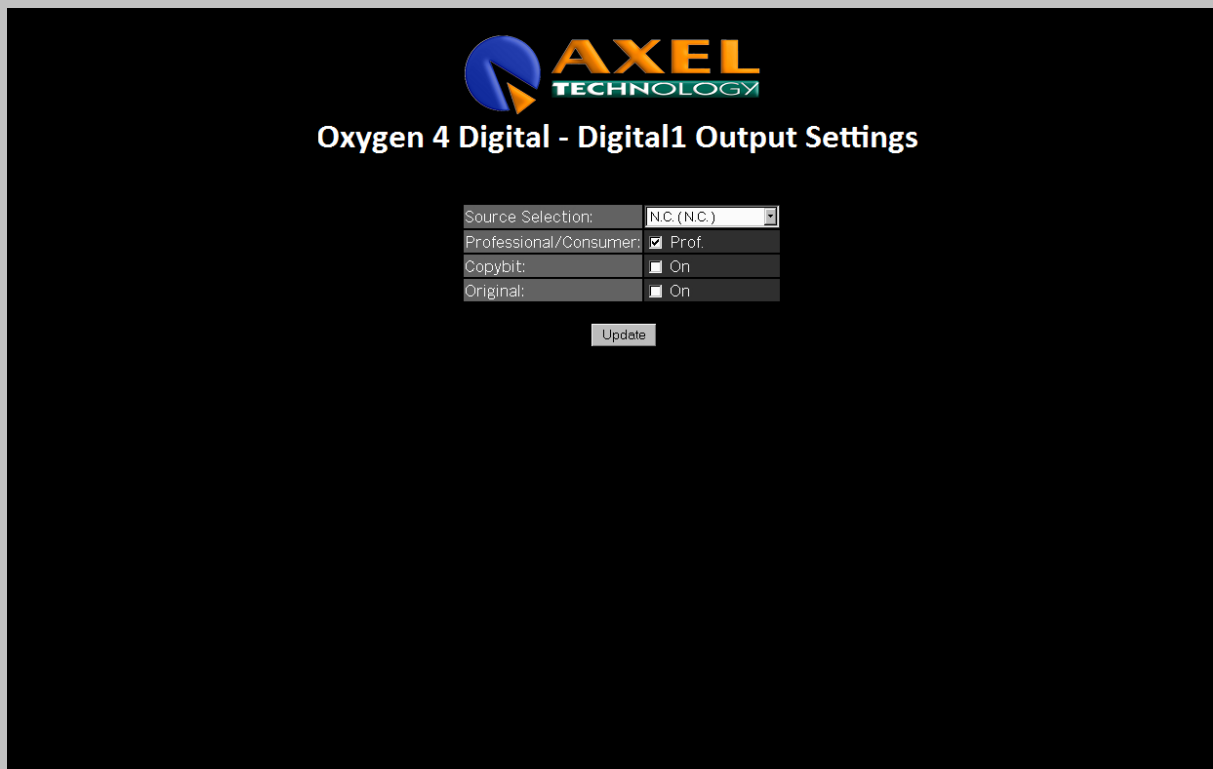 AXEL
TECHNOLOGY
Oxygen 4 Digital - Digital1 Output Settings
Source Selection: N.C. (N.C.)
Professional/Consumer: Prof.
Copybit: On
Original: On
Update